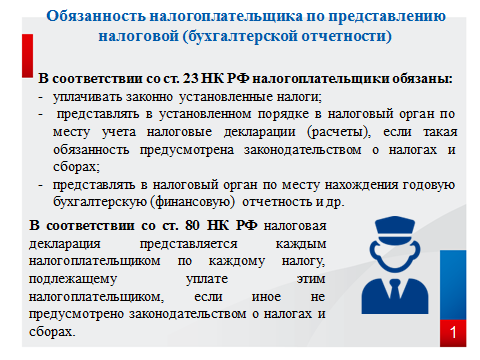 Обязанность налогоплательщика по представлению
налоговой (бухгалтерской отчетности)
В соответствии со ст. 23 НК РФ налогоплательщики обязаны:
- уплачивать законно установленные налоги;
- представлять в установленном порядке в налоговый орган по
месту учета налоговые декларации (расчеты), если такая
обязанность предусмотрена законодательством о налогах и
сборах;
- представлять в налоговый орган по месту нахождения годовую
бухгалтерскую (финансовую) отчетность и др.
В соответствии со ст. 80 НК РФ налоговая
декларация представляется каждым
налогоплательщиком по каждому налогу,
подлежащему уплате этим
налогоплательщиком, если иное не
предусмотрено законодательством о налогах и
сборах.
1